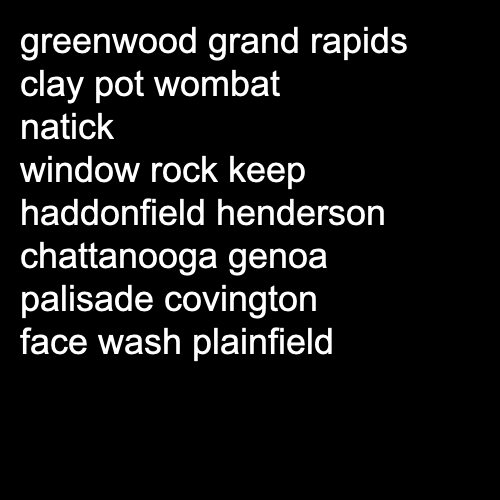 greenwood grand rapids
clay pot wombat
natick
window rock keep
haddonfield henderson
chattanooga genoa
palisade covington
face wash plainfield